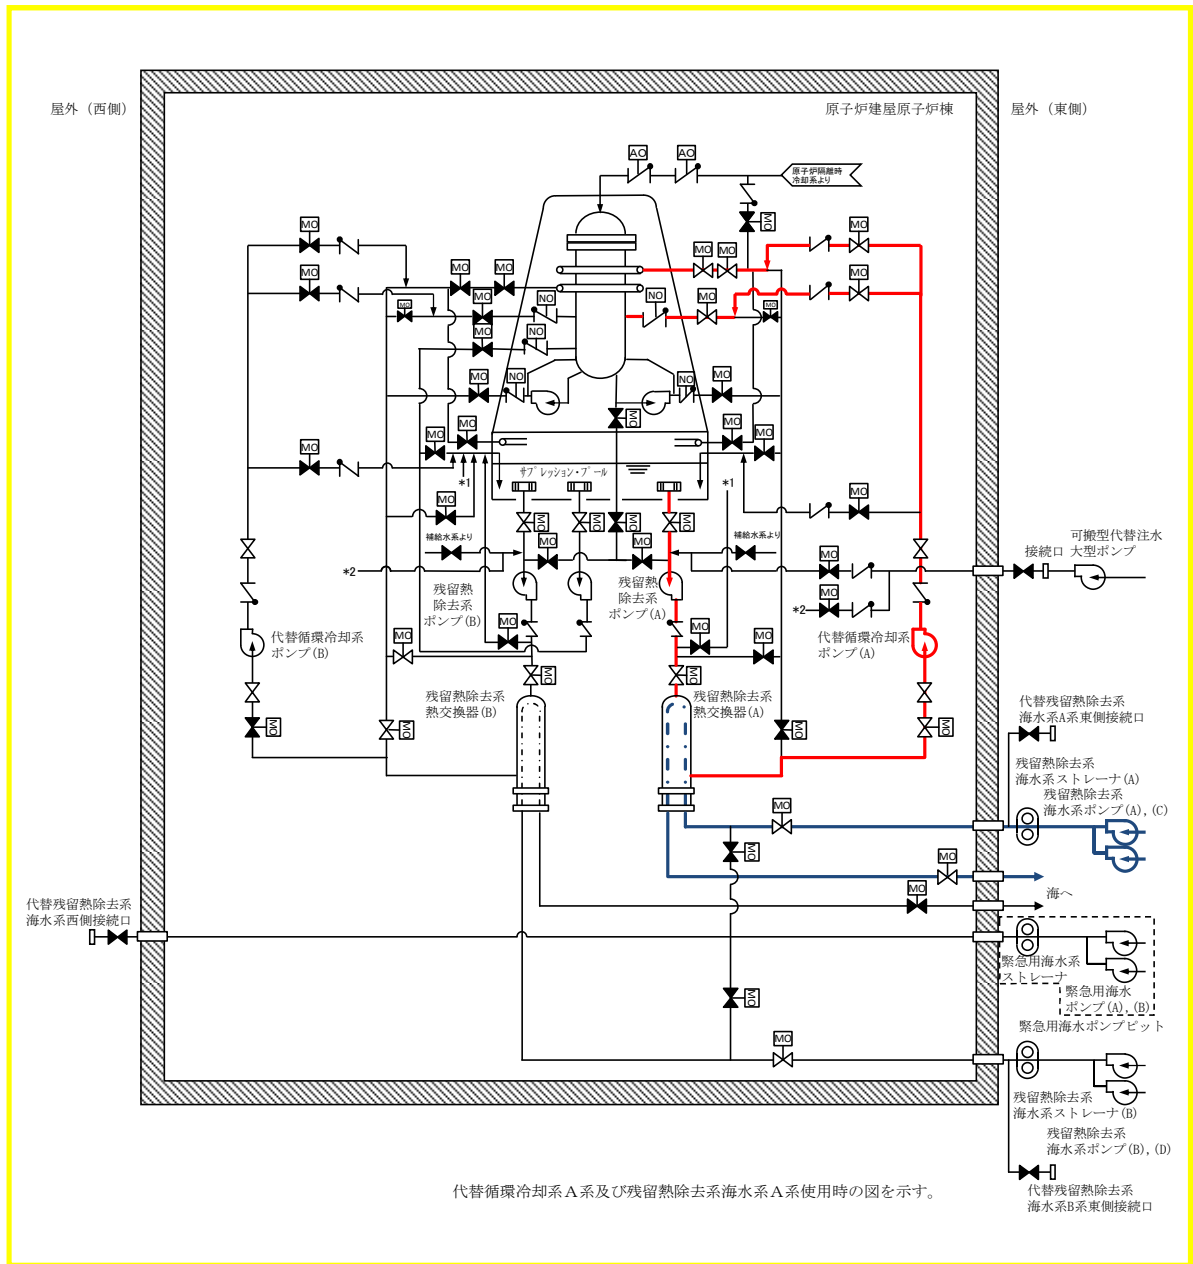 屋外（西側）
原子炉建屋原子炉棟
屋外（東側）
AO
AO
原子炉隔離時
冷却系より
MO
MO
MO
MO
MO
MO
MO
MO
MO
MO
NO
NO
MO
MO
MO
MO
MO
NO
MO
NO
NO
MO
MO
MO
MO
MO
MO
MO
サプレッション・プール
*1
*1
MO
MO
MO
MO
MO
MO
補給水系より
MO
MO
補給水系より
*2
MO
可搬型代替注水
大型ポンプ
接続口
残留熱
除去系
ポンプ(B)
残留熱
除去系
ポンプ(A)
MO
*2
MO
MO
MO
MO
代替循環冷却系
ポンプ(B)
代替循環冷却系
ポンプ(A)
MO
MO
残留熱除去系
熱交換器(B)
残留熱除去系
熱交換器(A)
MO
MO
MO
MO
代替残留熱除去系
海水系A系東側接続口
残留熱除去系
海水系ストレーナ(A)
残留熱除去系
海水系ポンプ(A),(C)
MO
MO
MO
MO
海へ
代替残留熱除去系
海水系西側接続口
緊急用海水系
ストレーナ
緊急用海水
ポンプ(A),(B)
緊急用海水ポンプピット
MO
MO
残留熱除去系
海水系ストレーナ(B)
残留熱除去系
海水系ポンプ(B),(D)
代替残留熱除去系
海水系B系東側接続口
代替循環冷却系Ａ系及び残留熱除去系海水系Ａ系使用時の図を示す。